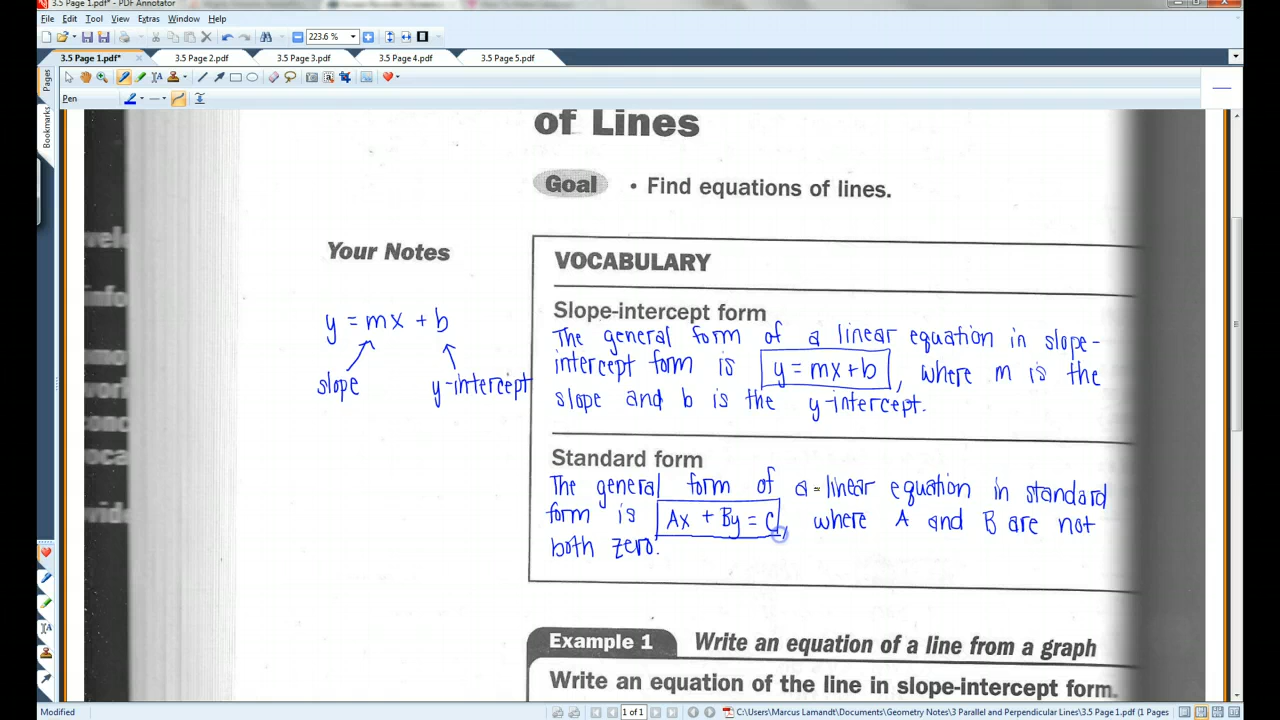 3.5 Page 1.pdf* - PDF Annotator
File Edit Tool View Extras Window Help
223.6 %
3.5 Page 1.pdf* 3.5 Page 2.pdf 3.5 Page 3.pdf 3.5 Page 4.pdf 3.5 Page 5.pdf
Pen
Pages
Bookmarks
of Lines
Goal • Find equations of lines.
Your Notes
y = mx + b
slope y-intercept
VOCABULARY
Slope-intercept form
The general form of a linear equation in slope-
intercept form is y = mx + b, where m is the
slope and b is the y-intercept.
Standard form
The general form of a linear equation in standard
form is Ax + By = C, where A and B are not
both zero.
Example 1 Write an equation of a line from a graph
Write an equation of the line in slope-intercept form.
Modified 1 of 1 C:\Users\Marcus Lamandt\Documents\Geometry Notes\3 Parallel and Perpendicular Lines\3.5 Page 1.pdf (1 Pages